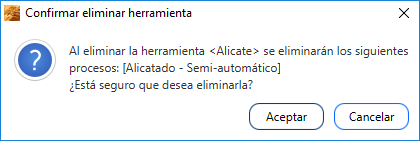 Confirmar eliminar herramienta
Al eliminar la herramienta <Alicate> se eliminarán los siguientes
procesos: [Alicatado - Semi-automático]
¿Está seguro que desea eliminarla?
Aceptar
Cancelar